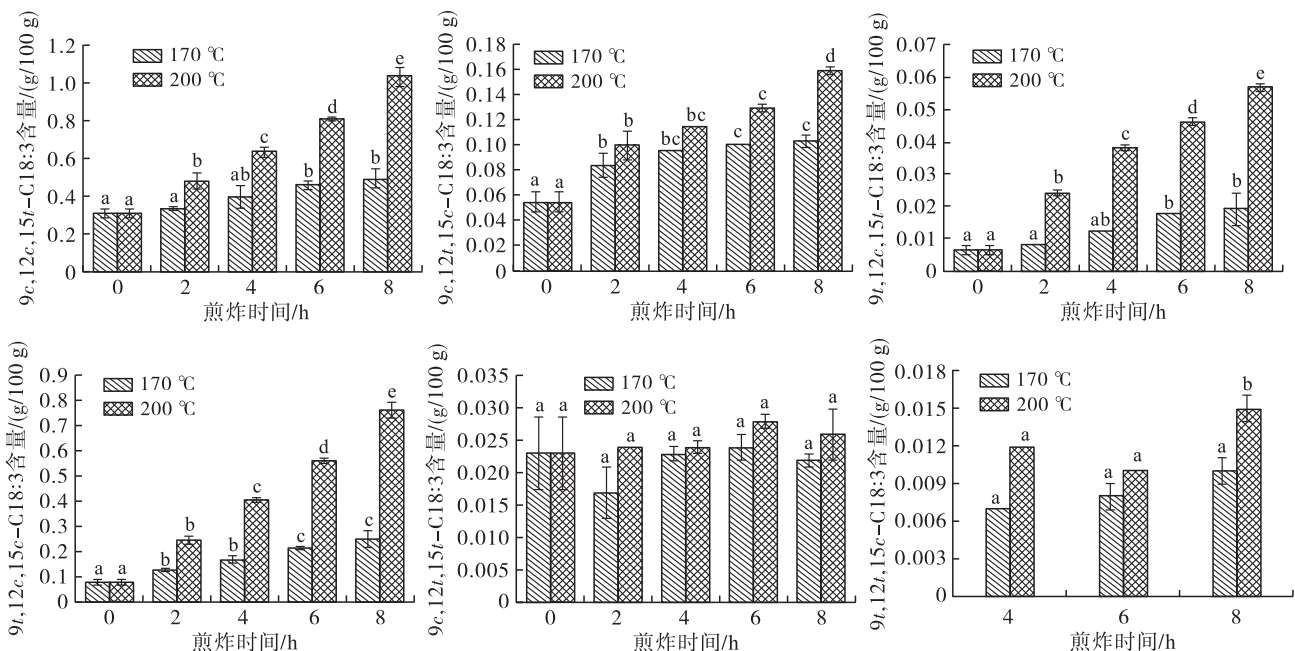 9c,12c,15t-C18:3含量/(g/100 g)
1.2
1.0
0.8
0.6
0.4
0.2
0
170 ℃
200 ℃
a a a b ab c b d b e
0 2 4 6 8
煎炸时间/h
9c,12t,15c-C18:3含量/(g/100 g)
0.18
0.16
0.14
0.12
0.10
0.08
0.06
0.04
0.02
0
170 ℃
200 ℃
a a b b bc bc c c c d
0 2 4 6 8
煎炸时间/h
9t,12c,15t-C18:3含量/(g/100 g)
0.07
0.06
0.05
0.04
0.03
0.02
0.01
0
170 ℃
200 ℃
a a a b ab c b d b e
0 2 4 6 8
煎炸时间/h
9t,12c,15c-C18:3含量/(g/100 g)
0.9
0.8
0.7
0.6
0.5
0.4
0.3
0.2
0.1
0
170 ℃
200 ℃
a a b b b c c d c e
0 2 4 6 8
煎炸时间/h
9c,12t,15t-C18:3含量/(g/100 g)
0.035
0.030
0.025
0.020
0.015
0.010
0.005
0.000
170 ℃
200 ℃
a a a a a a a a a a
0 2 4 6 8
煎炸时间/h
9t,12t,15c-C18:3含量/(g/100 g)
0.018
0.015
0.012
0.009
0.006
0.003
0
170 ℃
200 ℃
a a a a a b
4 6 8
煎炸时间/h